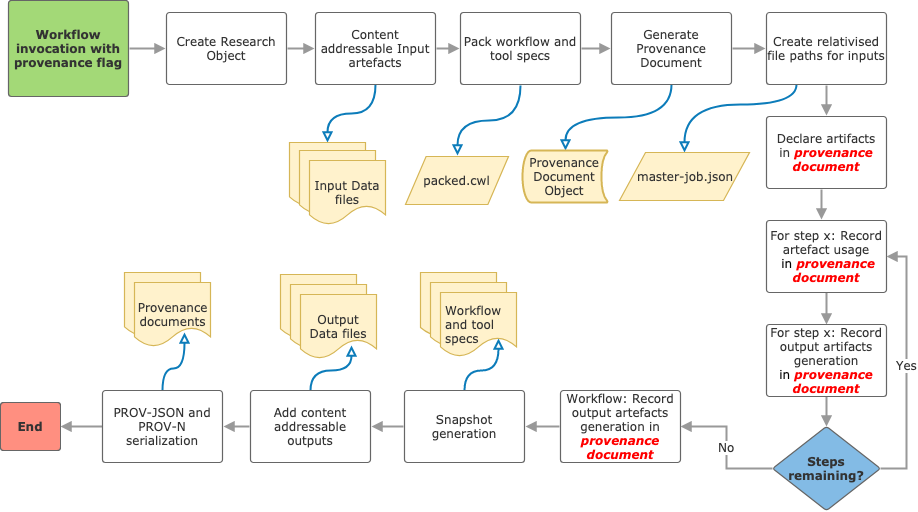 Workflow
invocation with
provenance flag
Create Research
Object
Content
addressable Input
artefacts
Pack workflow and
tool specs
Generate
Provenance
Document
Create relativised
file paths for inputs
Input Data
files
packed.cwl
Provenance
Document
Object
master-job.json
Declare artifacts
in provenance
document
For step x: Record
artefact usage
in provenance
document
For step x: Record
output artifacts
generation
in provenance
document
Yes
Steps
remaining?
No
Workflow: Record
output artefacts
generation in
provenance
document
Snapshot
generation
Workflow
and tool
specs
Add content
addressable
outputs
Output
Data files
PROV-JSON and
PROV-N
serialization
Provenance
documents
End